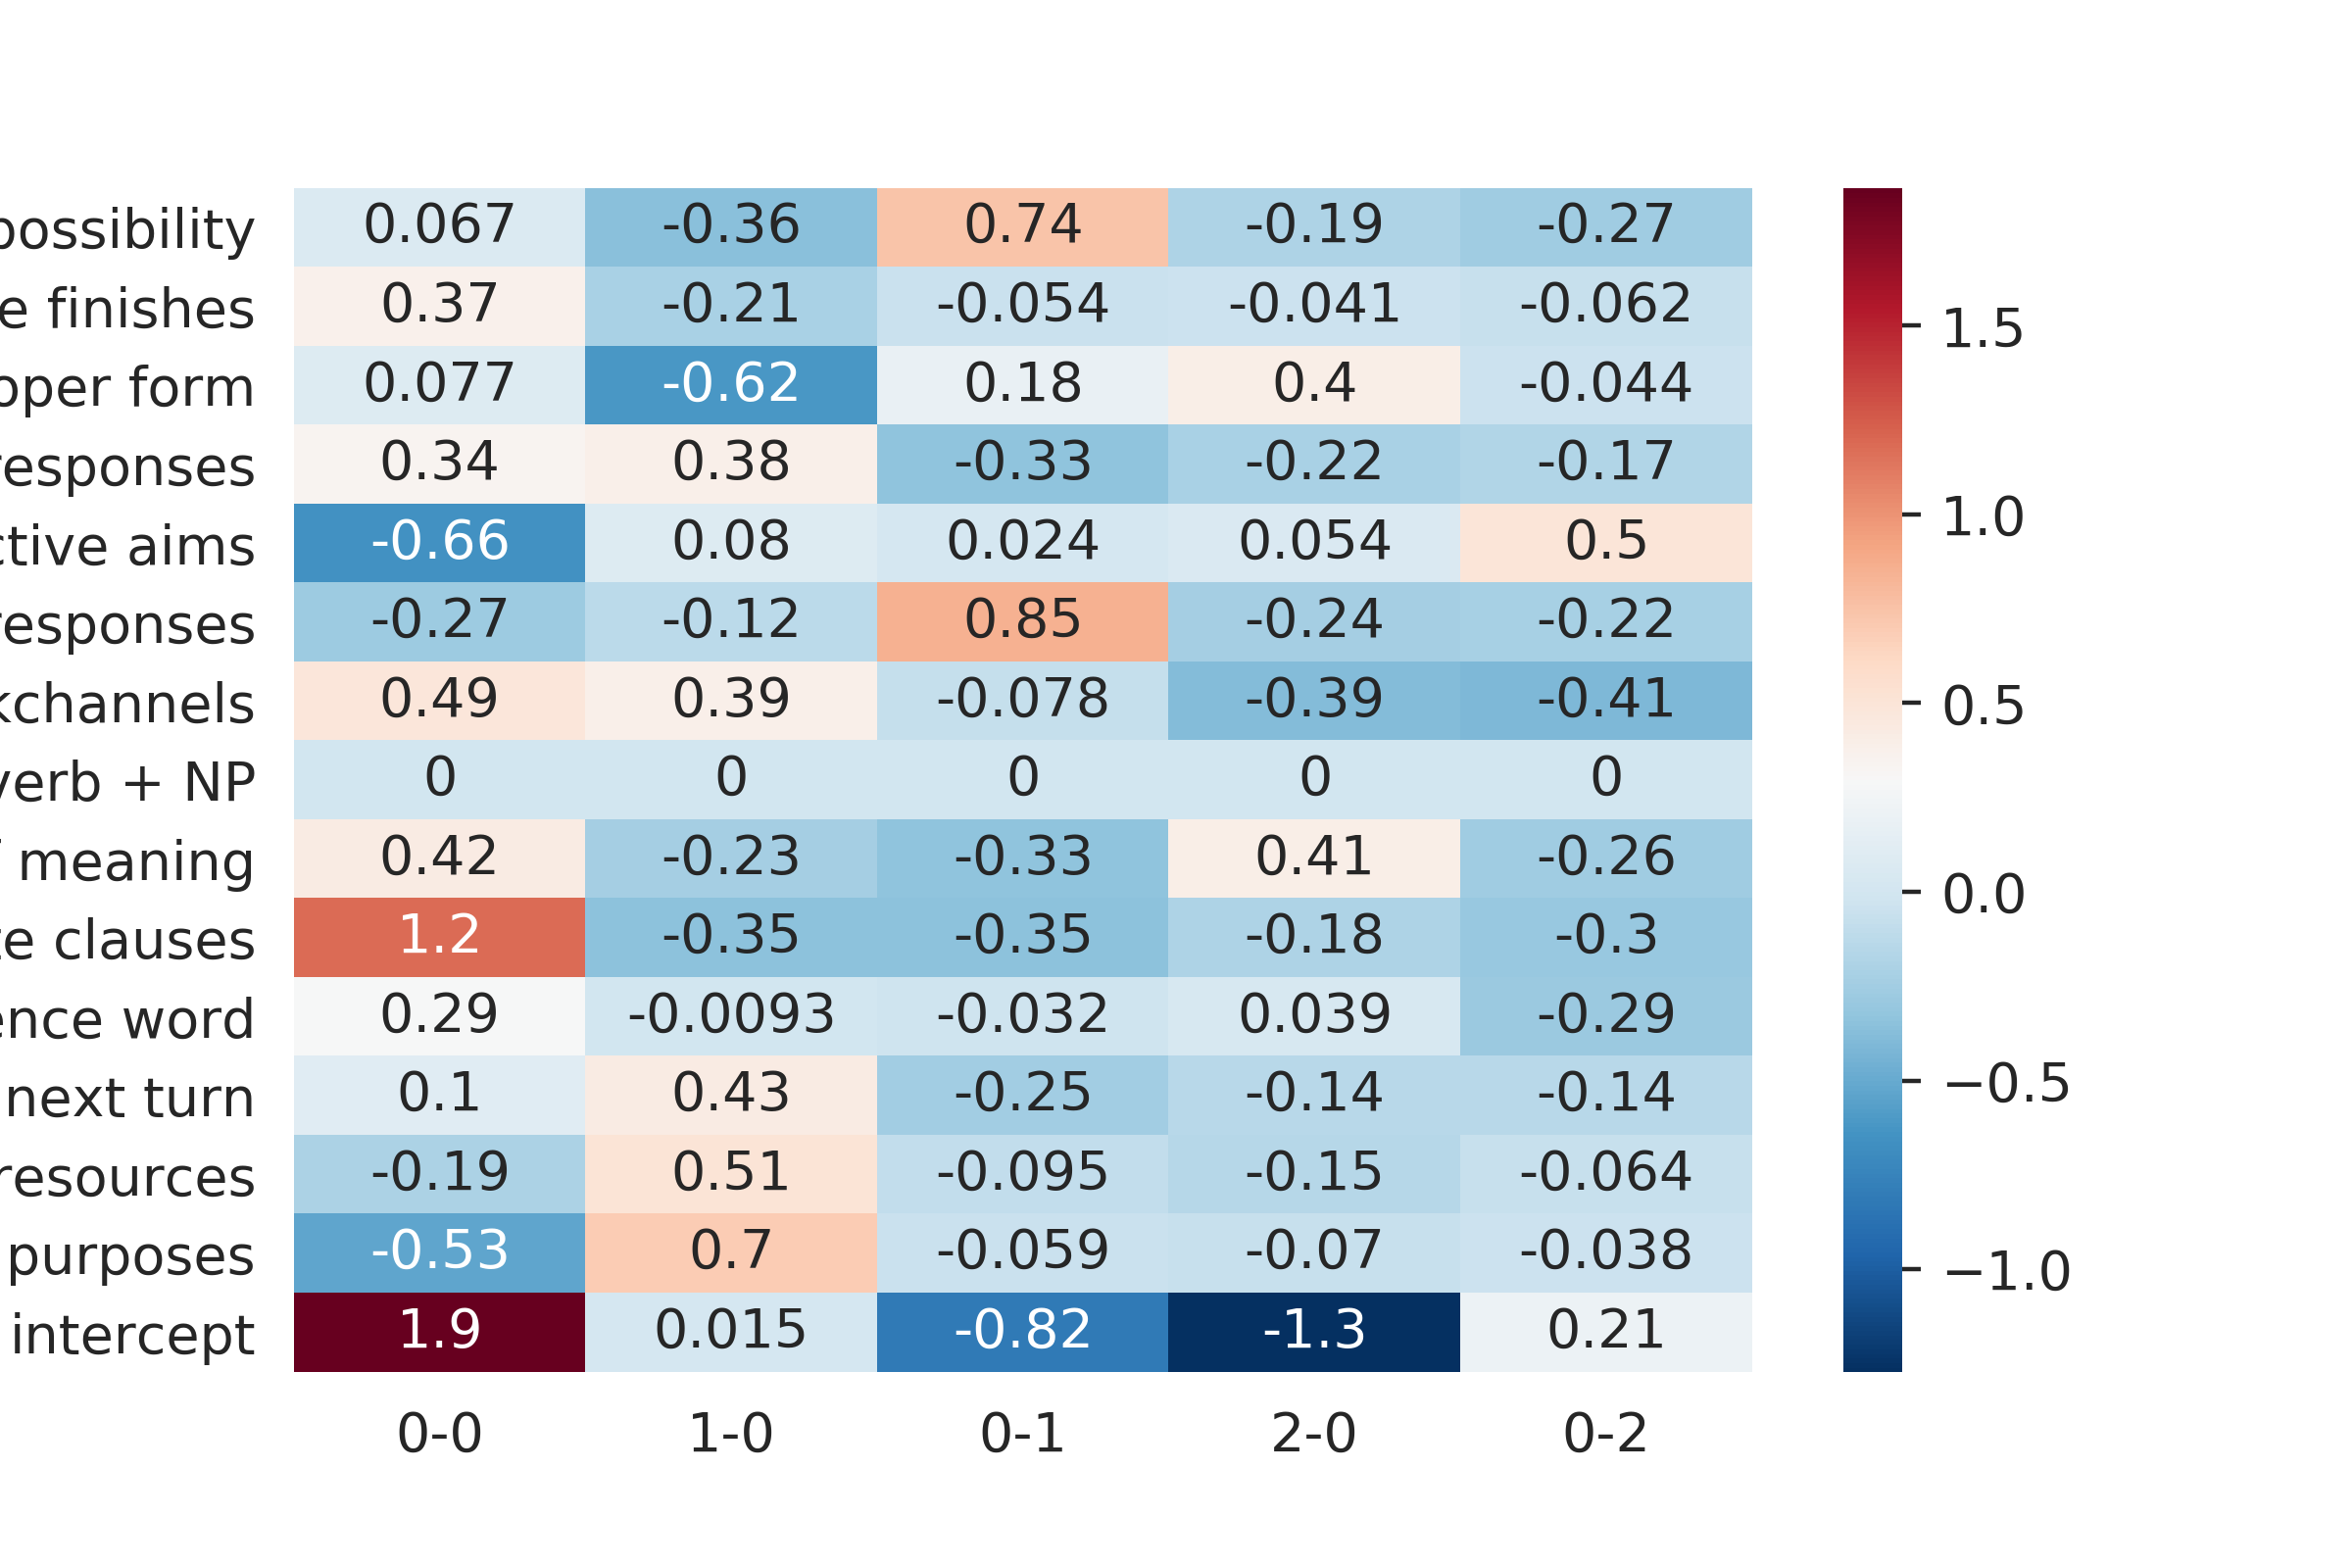 possibility 0.067 -0.36 0.74 -0.19 -0.27
e finishes 0.37 -0.21 -0.054 -0.041 -0.062
1.5
oper form 0.077 -0.62 0.18 0.4 -0.044
responses 0.34 0.38 -0.33 -0.22 -0.17
1.0
ctive aims -0.66 0.08 0.024 0.054 0.5
responses -0.27 -0.12 0.85 -0.24 -0.22
kchannels 0.49 0.39 -0.078 -0.39 -0.41
0.5
verb + NP 0 0 0 0 0
f meaning 0.42 -0.23 -0.33 0.41 -0.26
0.0
te clauses 1.2 -0.35 -0.35 -0.18 -0.3
ence word 0.29 -0.0093 -0.032 0.039 -0.29
next turn 0.1 0.43 -0.25 -0.14 -0.14
−0.5
resources -0.19 0.51 -0.095 -0.15 -0.064
purposes -0.53 0.7 -0.059 -0.07 -0.038
−1.0
intercept 1.9 0.015 -0.82 -1.3 0.21
0-0 1-0 0-1 2-0 0-2